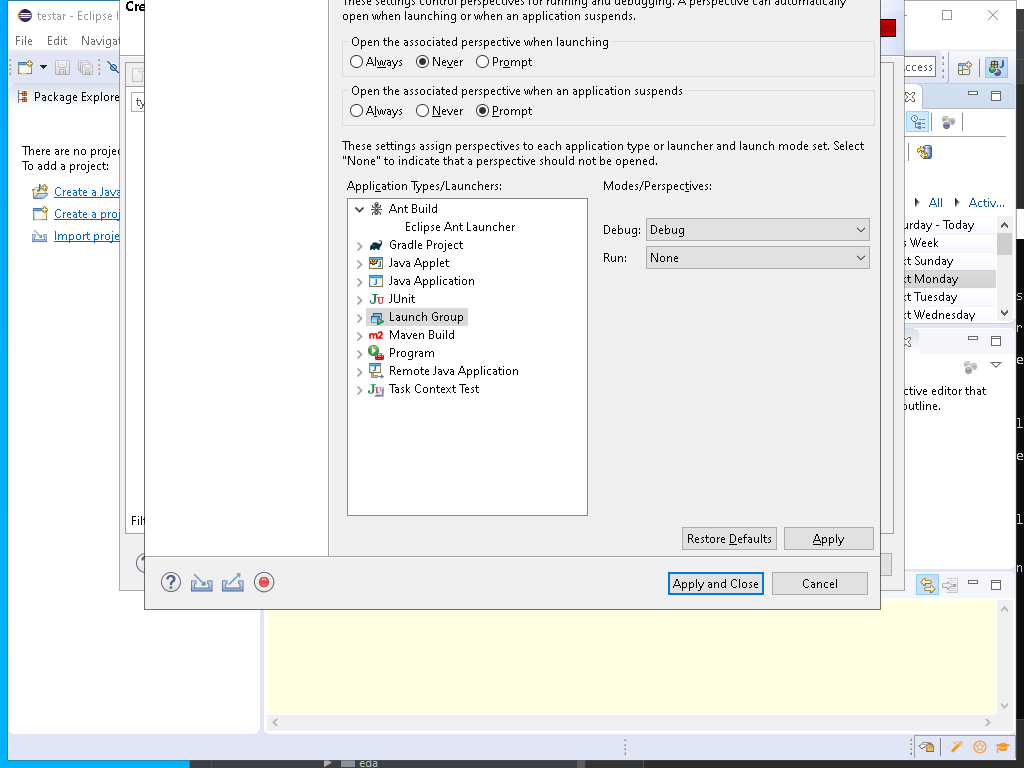 testar - Eclipse I
File Edit Navigat
Package Explore
There are no projec
To add a project:
Create a Java
Create a proj
Import proje
Cre
ty
Filt
These settings control perspectives for running and debugging. A perspective can automatically
open when launching or when an application suspends.
Open the associated perspective when launching
Always Never Prompt
Open the associated perspective when an application suspends
Always Never Prompt
These settings assign perspectives to each application type or launcher and launch mode set. Select
"None" to indicate that a perspective should not be opened.
Application Types/Launchers:
Ant Build
Eclipse Ant Launcher
Gradle Project
Java Applet
Java Application
JUnit
Launch Group
Maven Build
Program
Remote Java Application
Task Context Test
Modes/Perspectives:
Debug: Debug
Run: None
Restore Defaults Apply
Apply and Close Cancel
ccess
All Activ...
urday - Today
s Week
xt Sunday
xt Monday
xt Tuesday
xt Wednesday
ctive editor that
outline.
eda